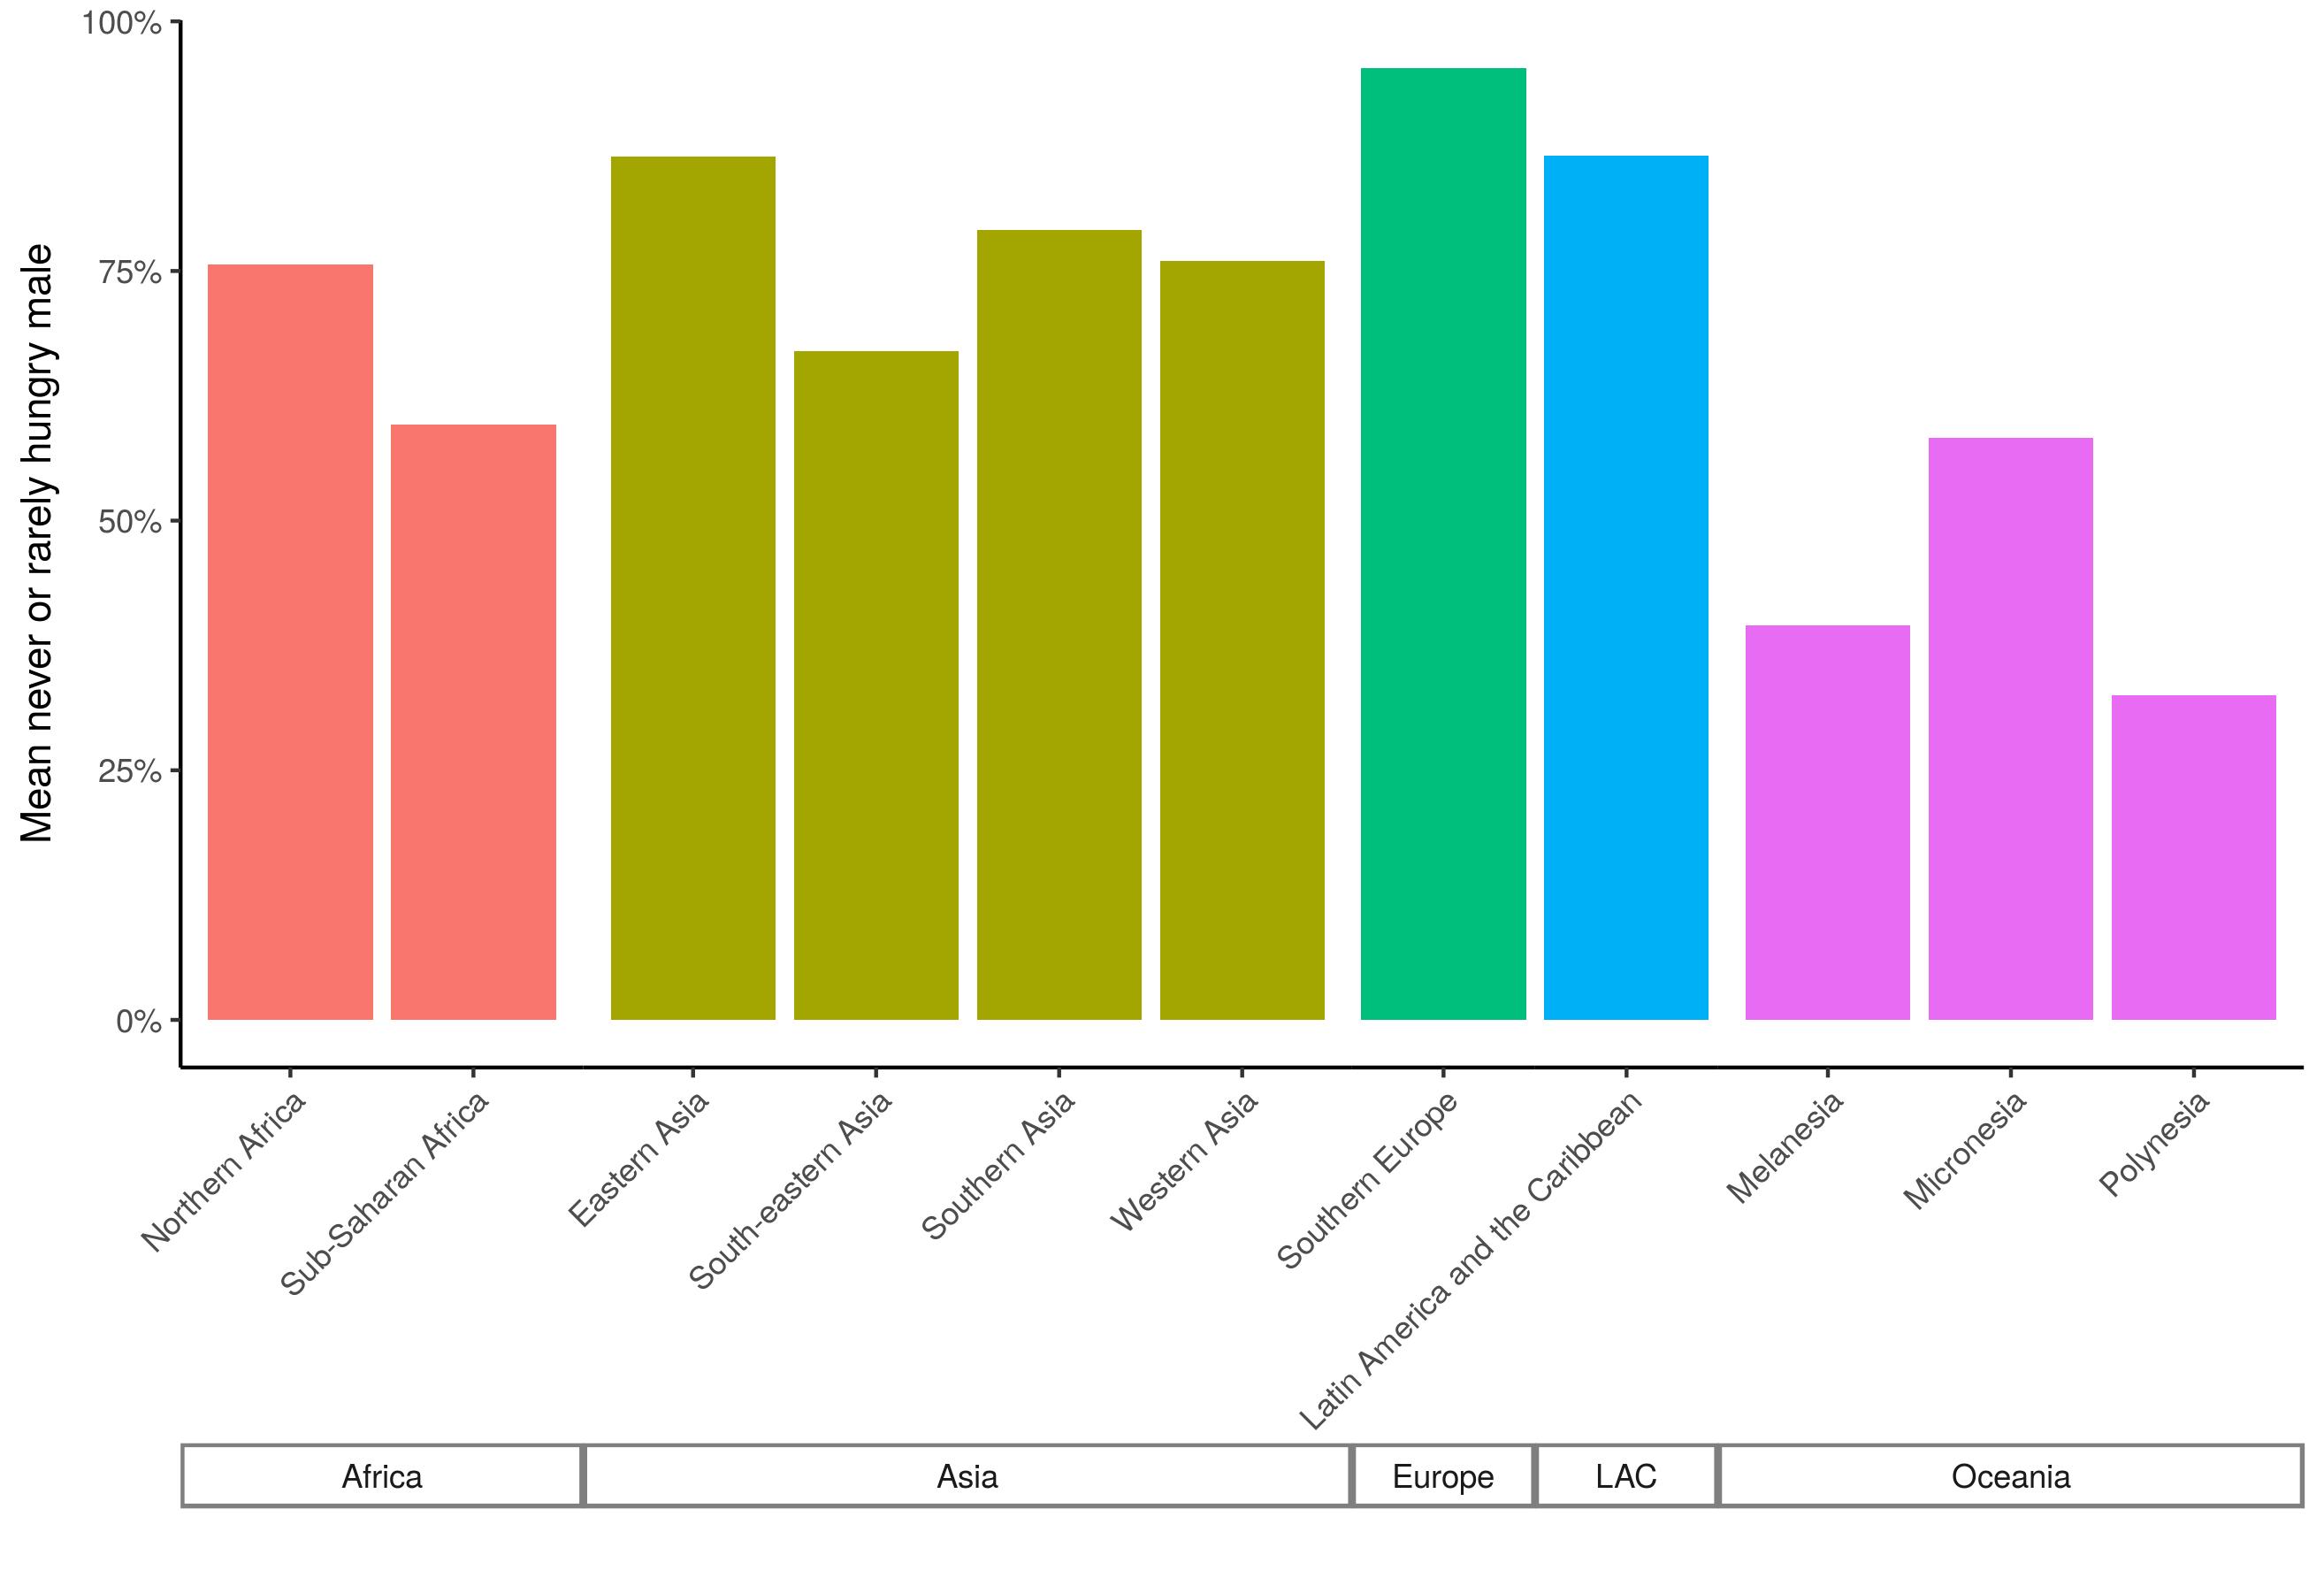 Mean never or rarely hungry male
100%
75%
50%
25%
0%
Northern Africa
Sub-Saharan Africa
Eastern Asia
South-eastern Asia
Southern Asia
Western Asia
Southern Europe
Latin America and the Caribbean
Melanesia
Micronesia
Polynesia
Africa
Asia
Europe
LAC
Oceania